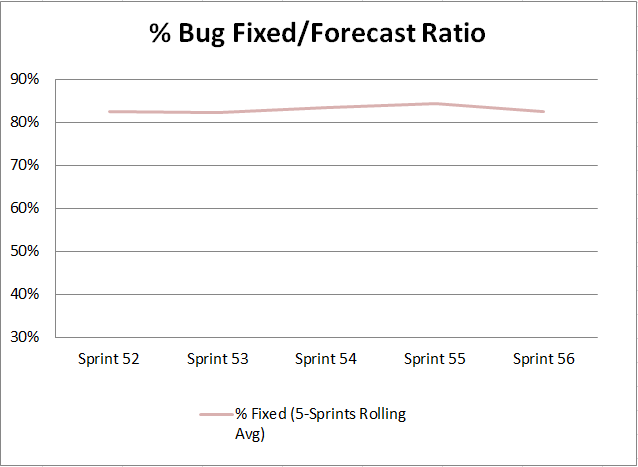 % Bug Fixed/Forecast Ratio
90%
80%
70%
60%
50%
40%
30%
Sprint 52 Sprint 53 Sprint 54 Sprint 55 Sprint 56
% Fixed (5-Sprints Rolling
Avg)